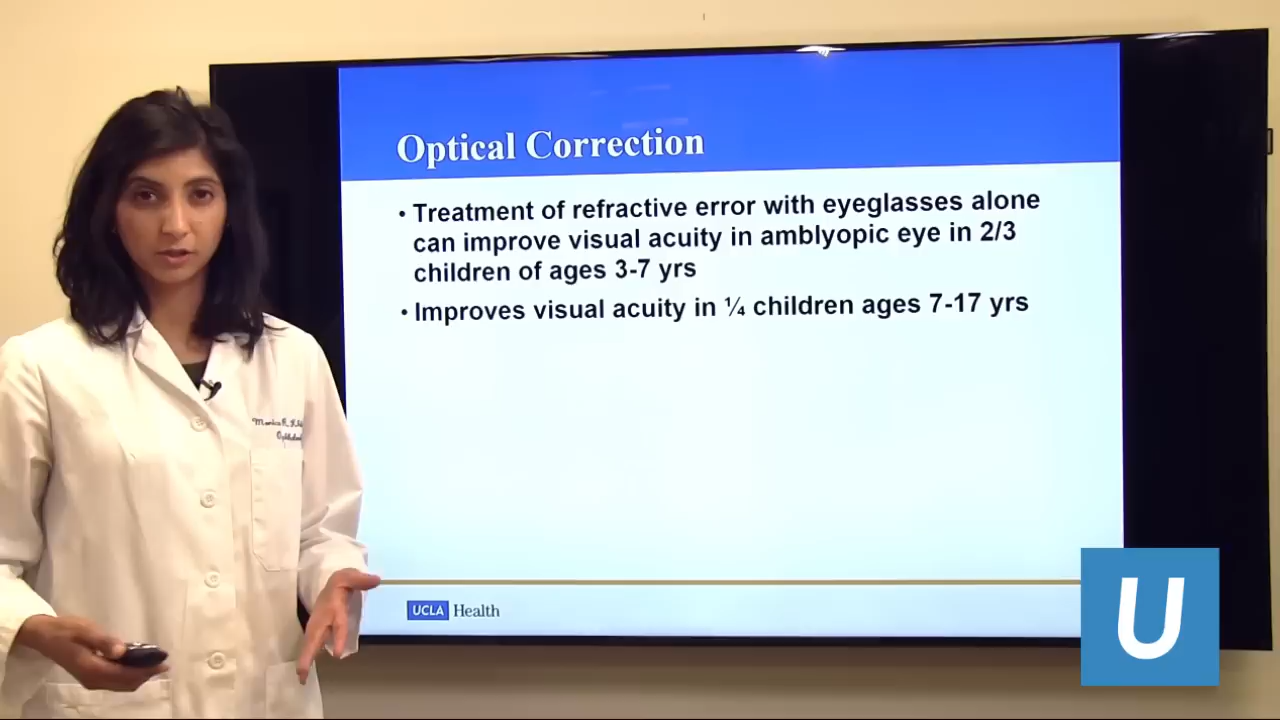 Optical Correction
• Treatment of refractive error with eyeglasses alone
can improve visual acuity in amblyopic eye in 2/3
children of ages 3-7 yrs
• Improves visual acuity in ¼ children ages 7-17 yrs
UCLA Health
U